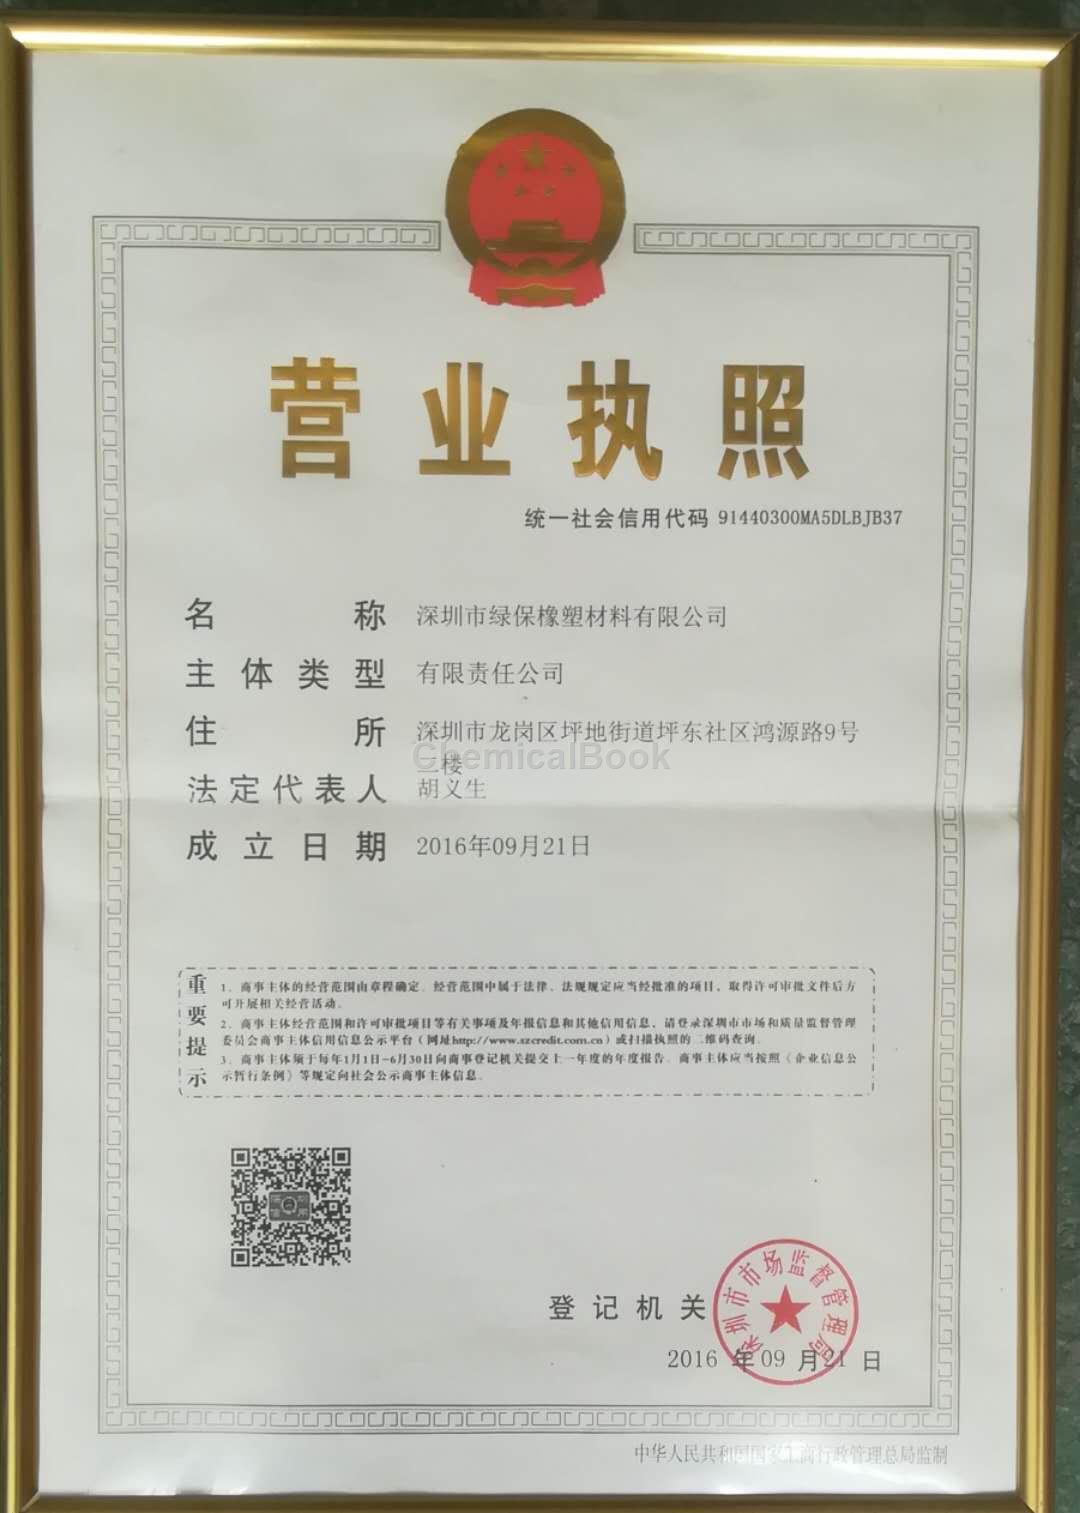 营业执照
统一社会信用代码 91440300MA5DLBJB37
名称 深圳市绿保橡塑材料有限公司
主体类型 有限责任公司
住所 深圳市龙岗区坪地街道坪东社区鸿源路9号
二楼
ChemicalBook
法定代表人 胡义生
成立日期 2016年09月21日
重要提示
1、商事主体的经营范围由章程确定。经营范围中属于法律、法规规定应当经批准的项目，取得许可审批文件后方
可开展相关经营活动。
2、商事主体经营范围和许可审批项目等有关事项及年报信息和其他信用信息，请登录深圳市市场和质量监督管理
委员会商事主体信用信息公示平台（网址http://www.szcredit.com.cn）或扫描执照的二维码查询。
3、商事主体须于每年1月1日-6月30日向商事登记机关提交上一年度的年度报告。商事主体应当按照《企业信息公
示暂行条例》等规定向社会公示商事主体信息。
登记机关
深圳市市场监督管理局
2016 年 09 月 21 日
中华人民共和国国家工商行政管理总局监制